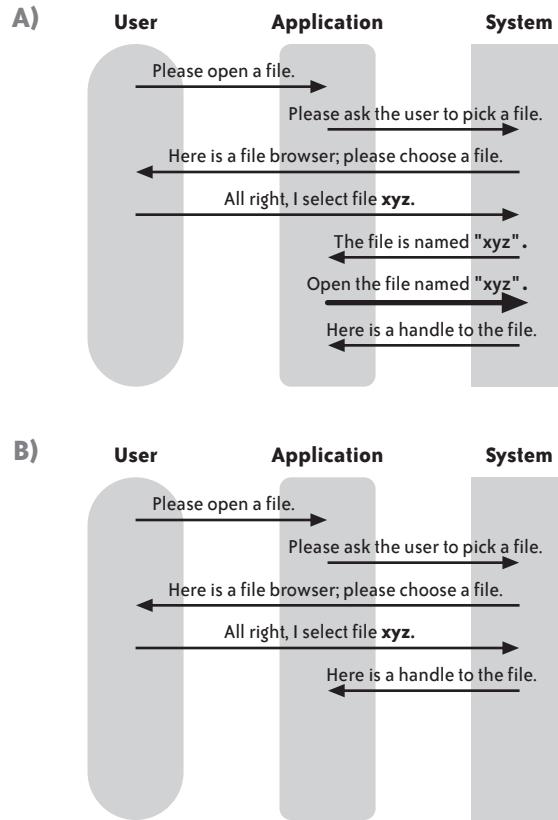 A)
User Application System
Please open a file.
Please ask the user to pick a file.
Here is a file browser; please choose a file.
All right, I select file xyz.
The file is named "xyz".
Open the file named "xyz".
Here is a handle to the file.
B)
User Application System
Please open a file.
Please ask the user to pick a file.
Here is a file browser; please choose a file.
All right, I select file xyz.
Here is a handle to the file.